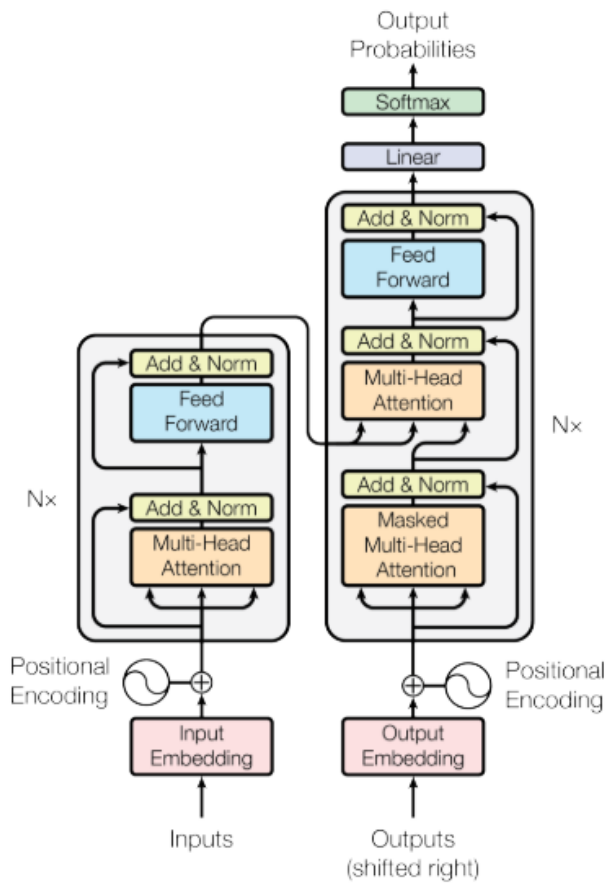 Output
Probabilities
Softmax
Linear
Add & Norm
Feed
Forward
Add & Norm
Multi-Head
Attention
Add & Norm
Masked
Multi-Head
Attention
Nx
Add & Norm
Feed
Forward
Add & Norm
Multi-Head
Attention
Nx
Positional
Encoding
Positional
Encoding
Input
Embedding
Output
Embedding
Inputs
Outputs
(shifted right)